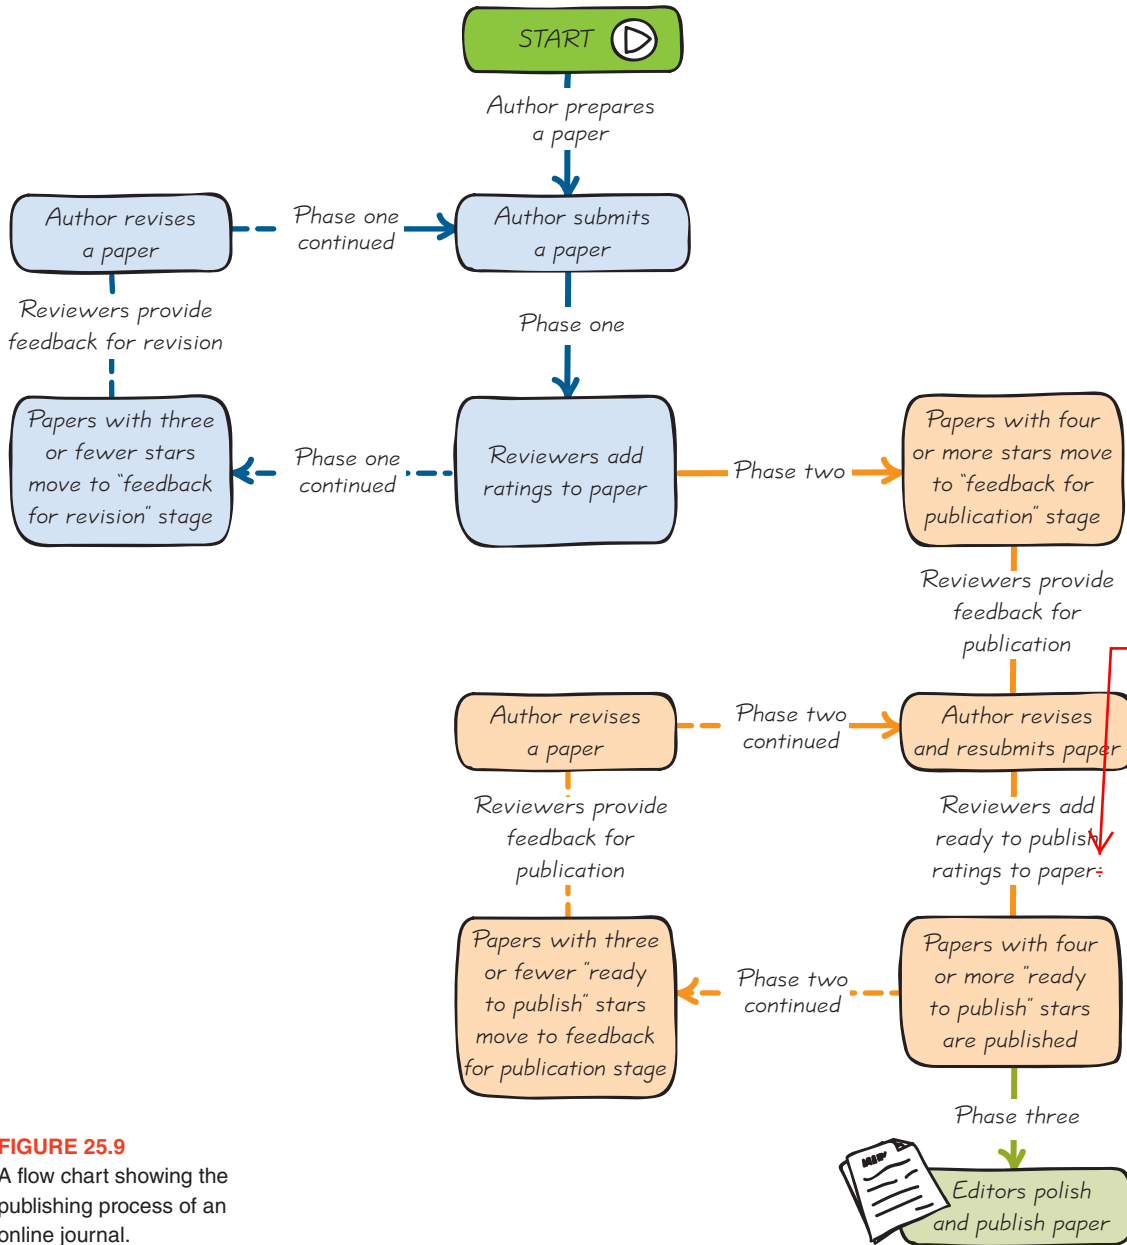 START
Author prepares
a paper
Author revises
a paper
Phase one
continued
Author submits
a paper
Reviewers provide
feedback for revision
Phase one
Papers with three
or fewer stars
move to "feedback
for revision" stage
Phase one
continued
Reviewers add
ratings to paper
Phase two
Papers with four
or more stars move
to "feedback for
publication" stage
Reviewers provide
feedback for
publication
Author revises
a paper
Phase two
continued
Author revises
and resubmits paper
Reviewers provide
feedback for
publication
Reviewers add
ready to publish
ratings to paper.
Papers with three
or fewer "ready
to publish" stars
move to feedback
for publication stage
Phase two
continued
Papers with four
or more "ready
to publish" stars
are published
Phase three
Editors polish
and publish paper
FIGURE 25.9
A flow chart showing the
publishing process of an
online journal.